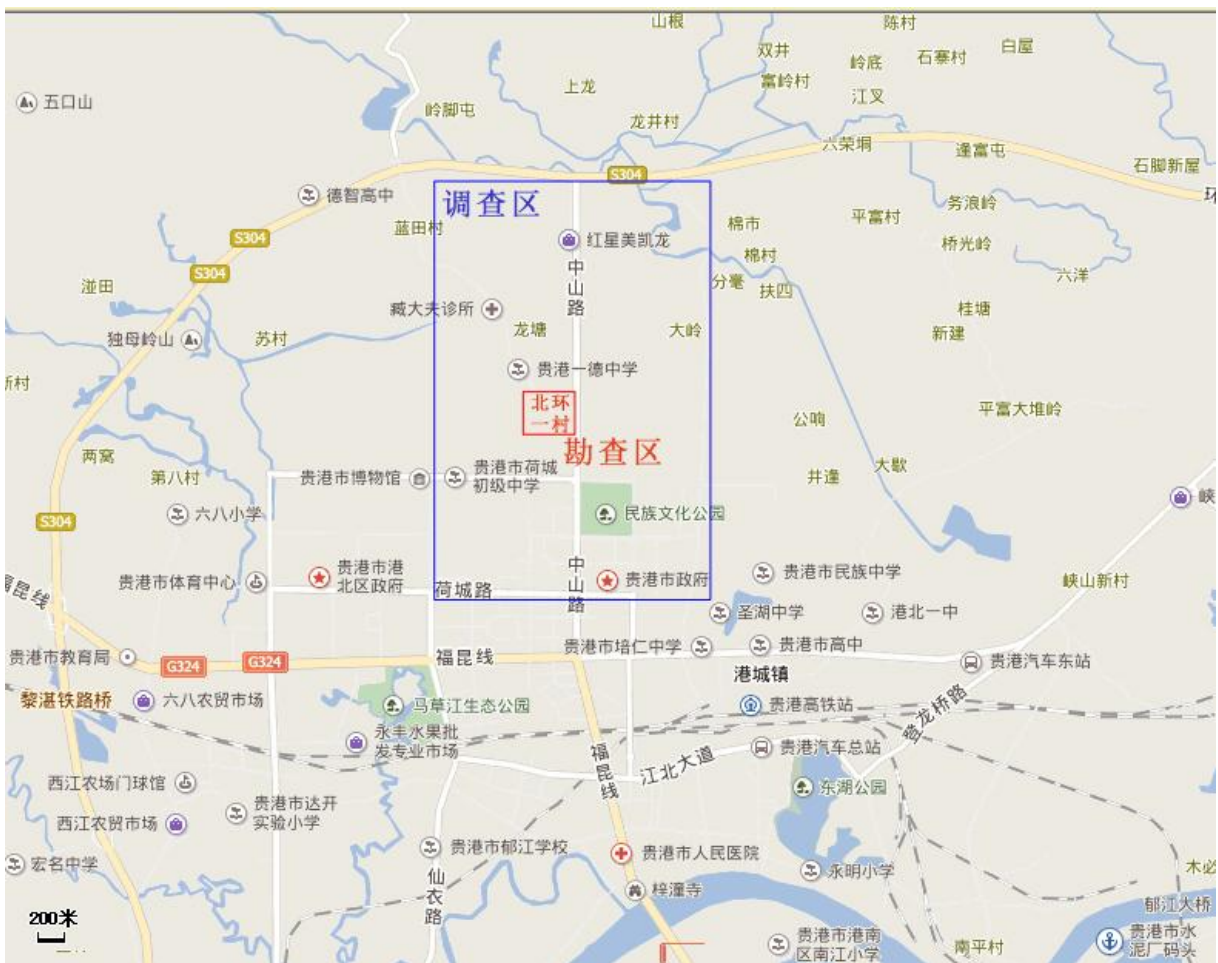 山根
陈村
双井
白屋
岭底
石寨村
五口山
上龙
富岭村
江叉
岭脚屯
龙井村
六荣垌
逢富屯
S304
石脚新屋
德智高中
调查区
务浪岭
环
蓝田村
棉市
平富村
S304
红星美凯龙
棉村
桥光岭
S304
中山路
六洋
湴田
分毫
扶四
臧大夫诊所
桂塘
独母岭山
苏村
龙塘
大岭
新建
贵港一德中学
新村
北环
一村
平富大堆岭
公响
勘查区
两窝
第八村
贵港市博物馆
贵港市荷城
初级中学
井逢
大歇
峡
S304
六八小学
民族文化公园
贵港市体育中心
贵港市港
北区政府
荷城路
中山路
贵港市政府
贵港市民族中学
峡山新村
福昆线
圣湖中学
港北一中
贵港市教育局
G324
G324
福昆线
贵港市培仁中学
贵港市高中
贵港汽车东站
港城镇
黎湛铁路桥
六八农贸市场
马草江生态公园
贵港高铁站
登龙桥路
永丰水果批
发专业市场
福昆线
江北大道
贵港汽车总站
西江农场门球馆
东湖公园
贵港市达开
实验小学
西江农贸市场
贵港市郁江学校
贵港市人民医院
宏名中学
仙衣路
永明小学
木必
梓潼寺
200米
郁江大桥
贵港市港南
区南江小学
南平村
贵港市水
泥厂码头